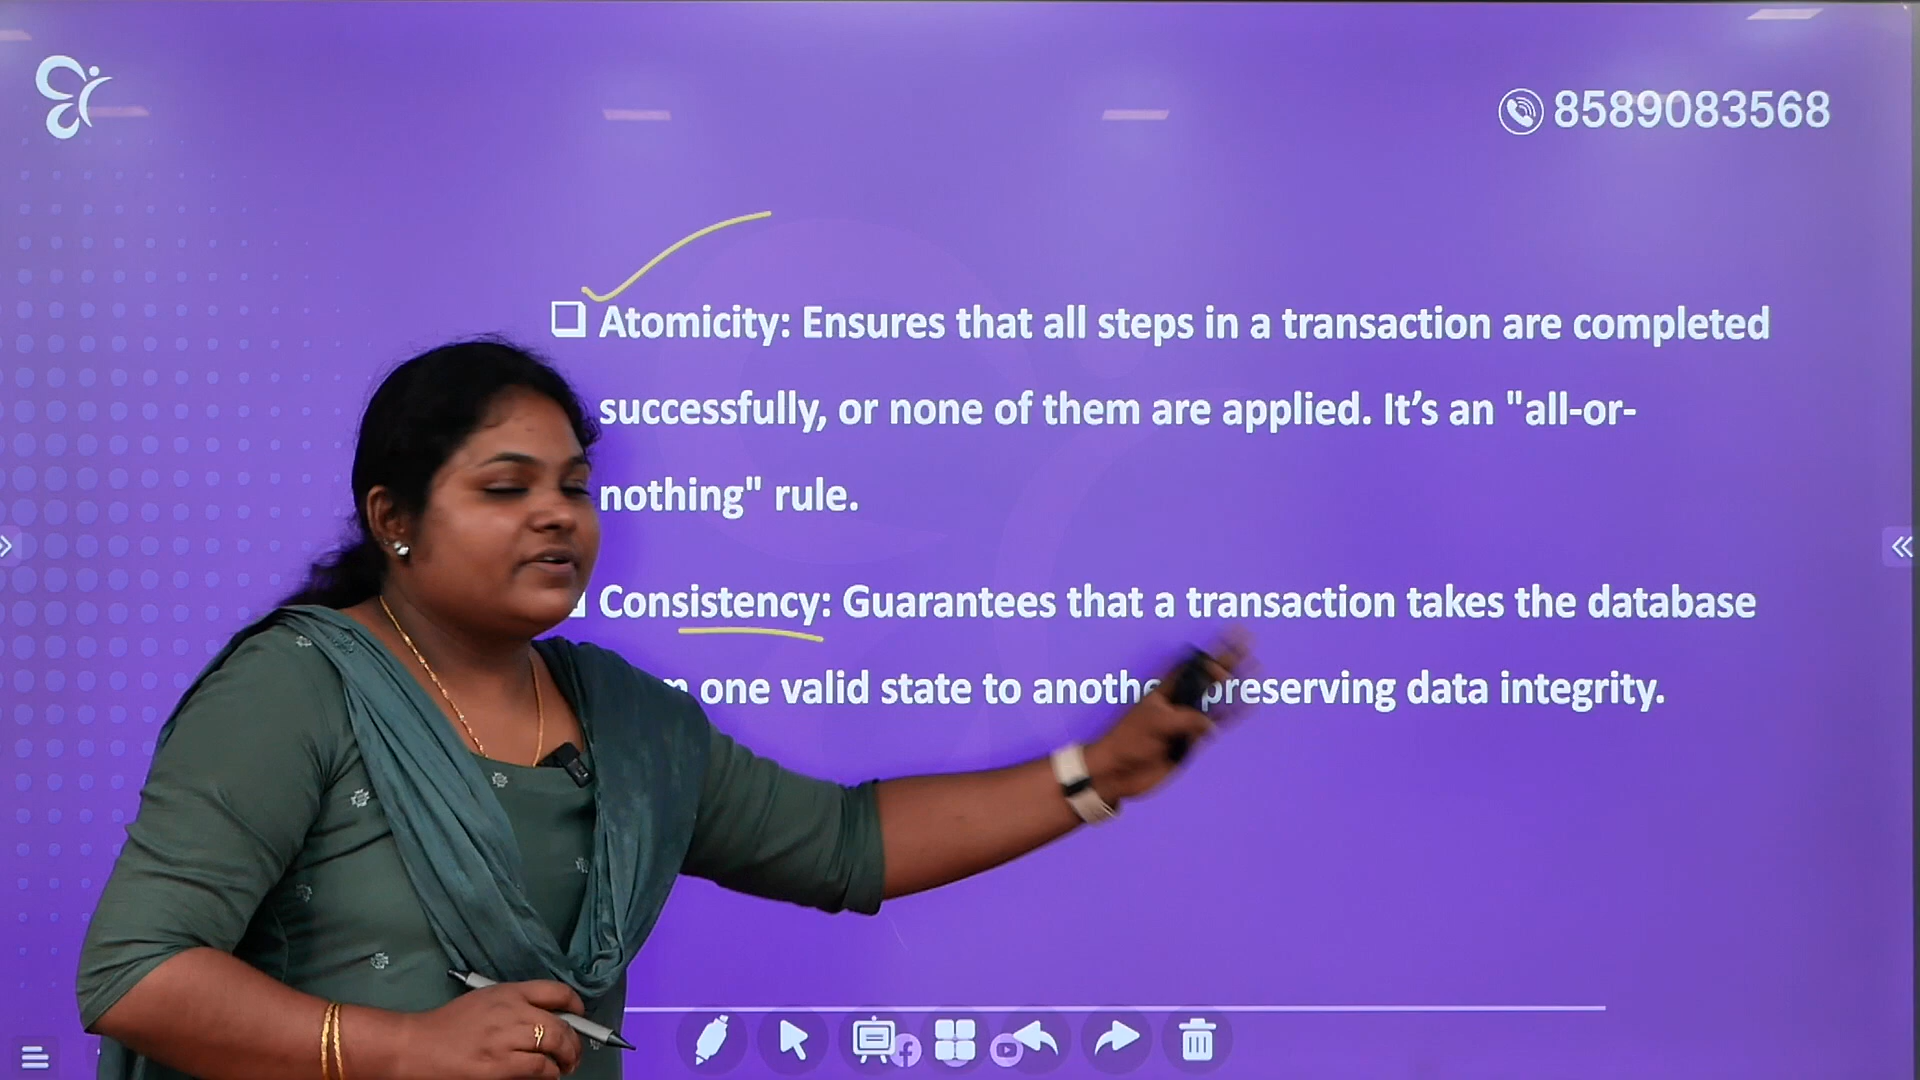 8589083568
Atomicity: Ensures that all steps in a transaction are completed
successfully, or none of them are applied. It’s an "all-or-
nothing" rule.
Consistency: Guarantees that a transaction takes the database
one valid state to preserving data integrity.